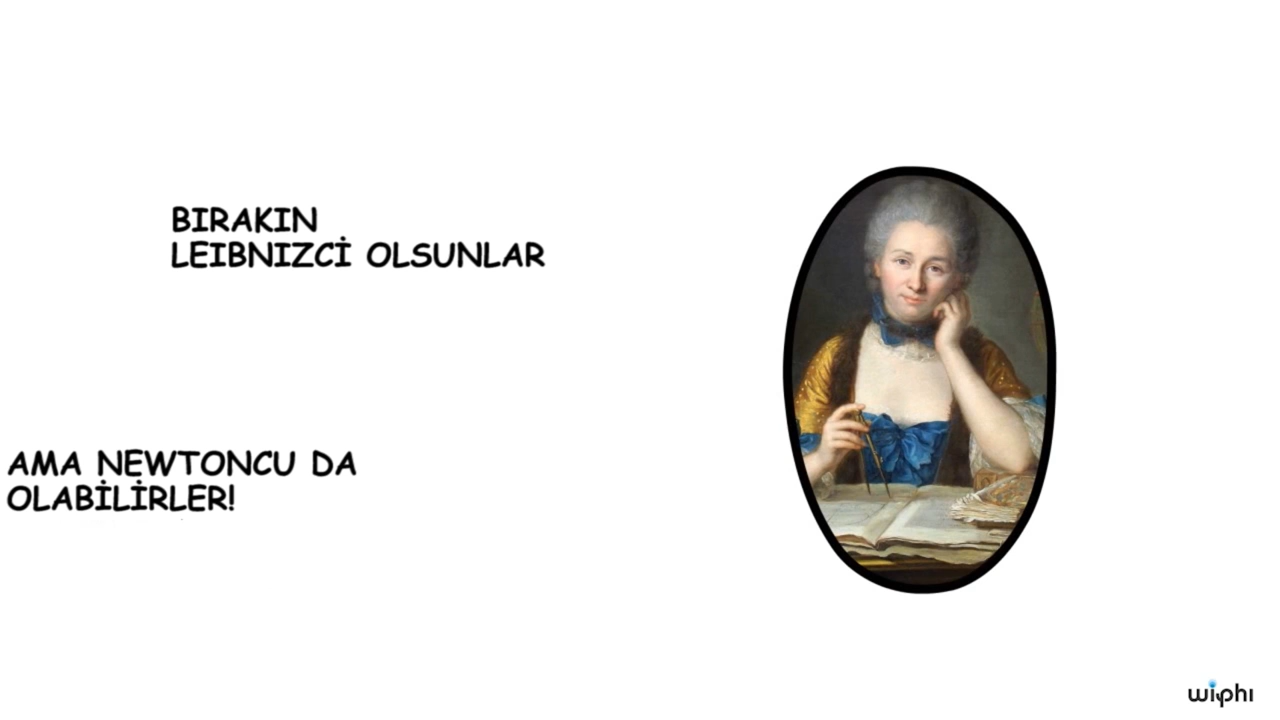 BIRAKIN
LEIBNIZCİ OLSUNLAR
AMA NEWTONCU DA
OLABİLİRLER!
wiphi